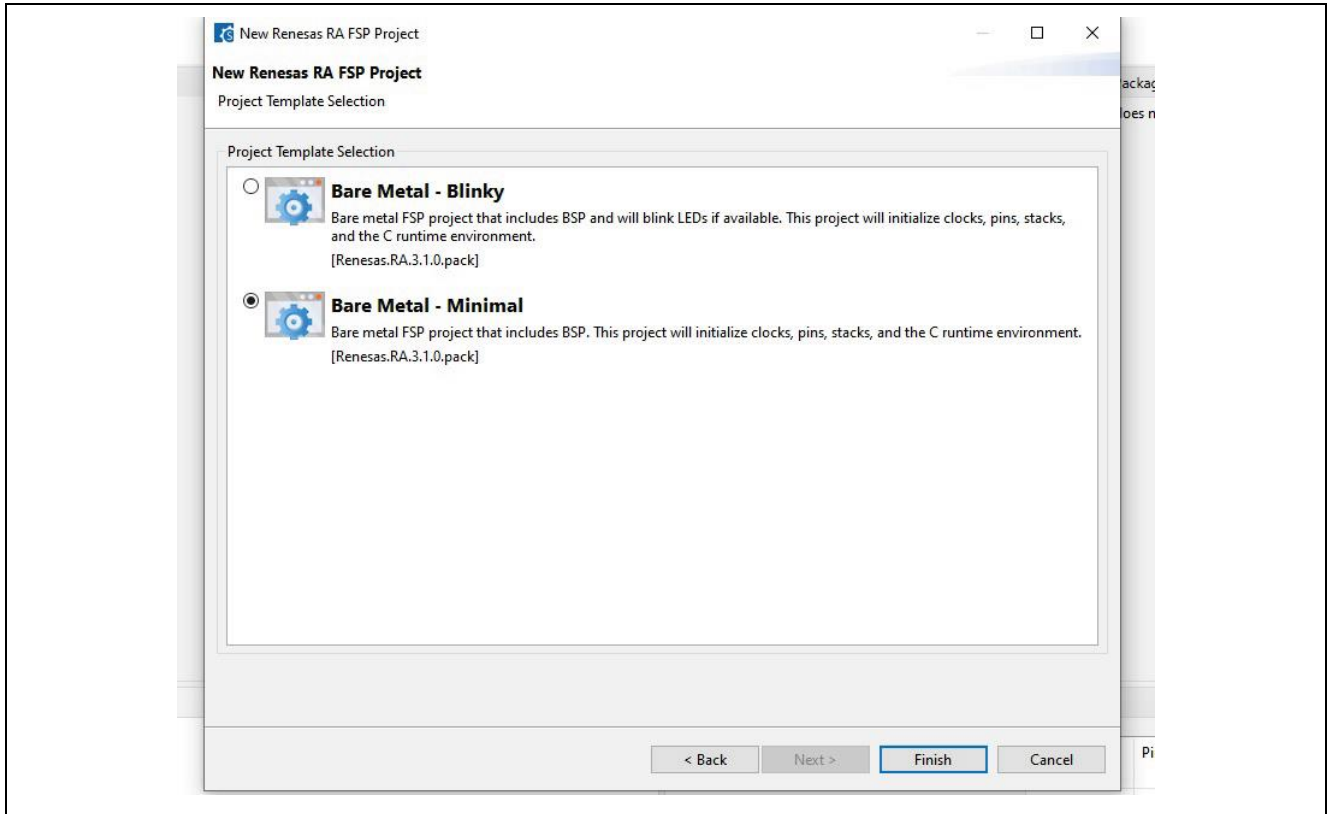 New Renesas RA FSP Project
New Renesas RA FSP Project
Project Template Selection
Project Template Selection
Bare Metal - Blinky
Bare metal FSP project that includes BSP and will blink LEDs if available. This project will initialize clocks, pins, stacks,
and the C runtime environment.
[Renesas.RA.3.1.0.pack]
Bare Metal - Minimal
Bare metal FSP project that includes BSP. This project will initialize clocks, pins, stacks, and the C runtime environment.
[Renesas.RA.3.1.0.pack]
< Back
Next >
Finish
Cancel